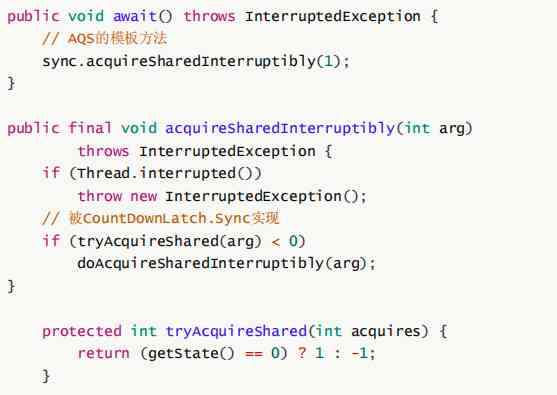 public void await() throws InterruptedException {
    // AQS的模板方法
    sync.acquireSharedInterruptibly(1);
}
public final void acquireSharedInterruptibly(int arg)
        throws InterruptedException {
    if (Thread.interrupted())
        throw new InterruptedException();
    // 被CountDownLatch.Sync实现
    if (tryAcquireShared(arg) < 0)
        doAcquireSharedInterruptibly(arg);
}
    protected int tryAcquireShared(int acquires) {
        return (getState() == 0) ? 1 : -1;
    }